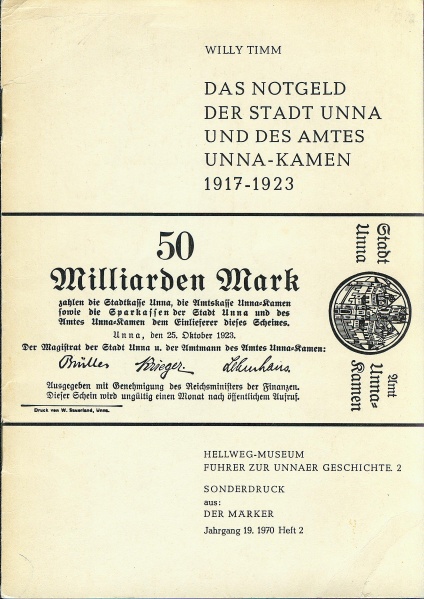 WILLY TIMM
DAS NOTGELD
DER STADT UNNA
UND DES AMTES
UNNA-KAMEN
1917-1923
50
Milliarden Mark
zahlen die Stadtkasse Unna, die Amtskasse Unna-Kamen
sowie die Sparkassen der Stadt Unna und des
Amtes Unna-Kamen dem Einlieferer dieses Scheines.
Unna, den 25. Oktober 1923.
Der Magistrat der Stadt Unna u. der Amtmann des Amtes Unna-Kamen:
Krieger.
Ausgegeben mit Genehmigung des Reichsministers der Finanzen.
Dieser Schein wird ungültig einen Monat nach öffentlichem Aufruf.
Druck von W. Sauerland, Unna.
Stadt
Unna
Amt
Unna-
Kamen
HELLWEG-MUSEUM
FÜHRER ZUR UNNAER GESCHICHTE. 2
SONDERDRUCK
aus:
DER MÄRKER
Jahrgang 19. 1970 Heft 2